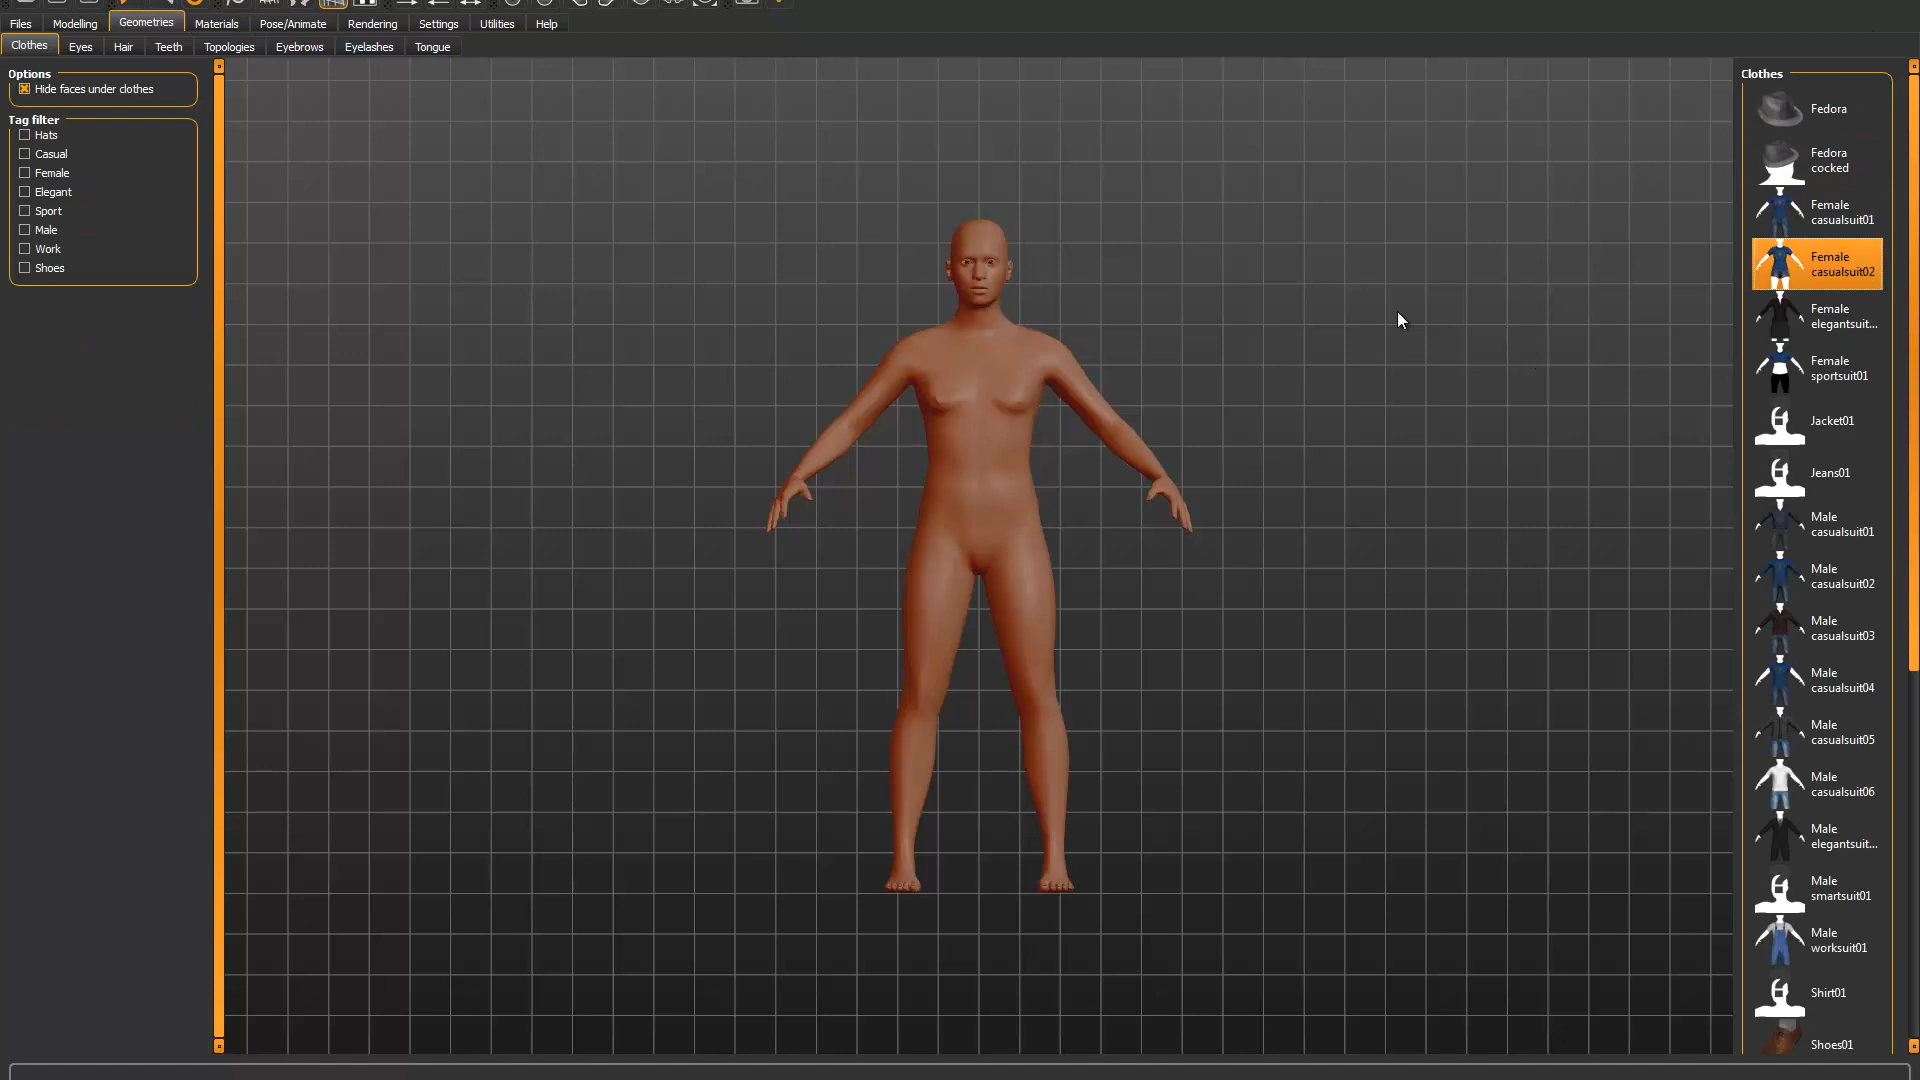 Files
Modelling
Geometries
Materials
Pose/Animate
Rendering
Settings
Utilities
Help
Clothes
Eyes
Hair
Teeth
Topologies
Eyebrows
Eyelashes
Tongue
Options
Hide faces under clothes
Tag filter
Hats
Casual
Female
Elegant
Sport
Male
Work
Shoes
Clothes
Fedora
Fedora
cocked
Female
casualsuit01
Female
casualsuit02
Female
elegantsuit...
Female
sportsuit01
Jacket01
Jeans01
Male
casualsuit01
Male
casualsuit02
Male
casualsuit03
Male
casualsuit04
Male
casualsuit05
Male
casualsuit06
Male
elegantsuit...
Male
smartsuit01
Male
worksuit01
Shirt01
Shoes01